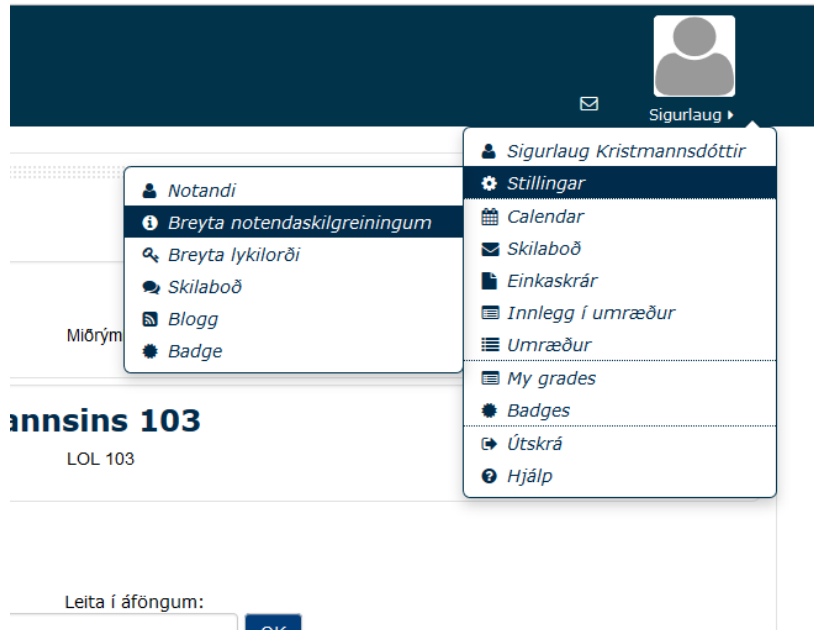 Sigurlaug
Sigurlaug Kristmannsdóttir
Stillingar
Calendar
Skilaboð
Einkaskrár
Innlegg í umræður
Umræður
My grades
Badges
Útskrá
Hjálp
Notandi
Breyta notendaskilgreiningum
Breyta lykilorði
Skilaboð
Blogg
Badge
Miðrým
annsins 103
LOL 103
Leita í áföngum:
OK